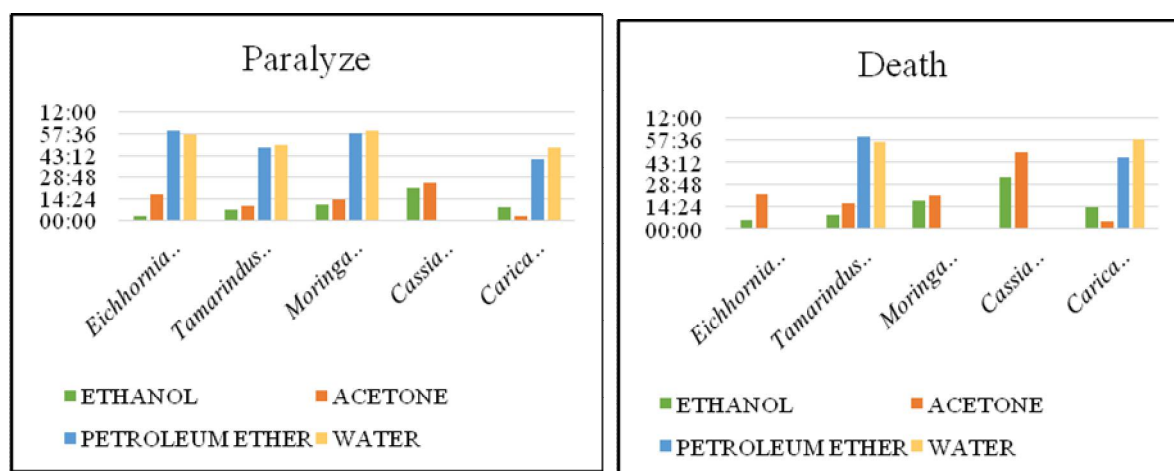 Paralyze
12:00
57:36
43:12
28:48
14:24
00:00
Eichhornia..
Tamarindus..
Moringa..
Cassia..
Carica..
ETHANOL ACETONE
PETROLEUM ETHER WATER
Death
12:00
57:36
43:12
28:48
14:24
00:00
Eichhornia..
Tamarindus..
Moringa..
Cassia..
Carica..
ETHANOL ACETONE
PETROLEUM ETHER WATER